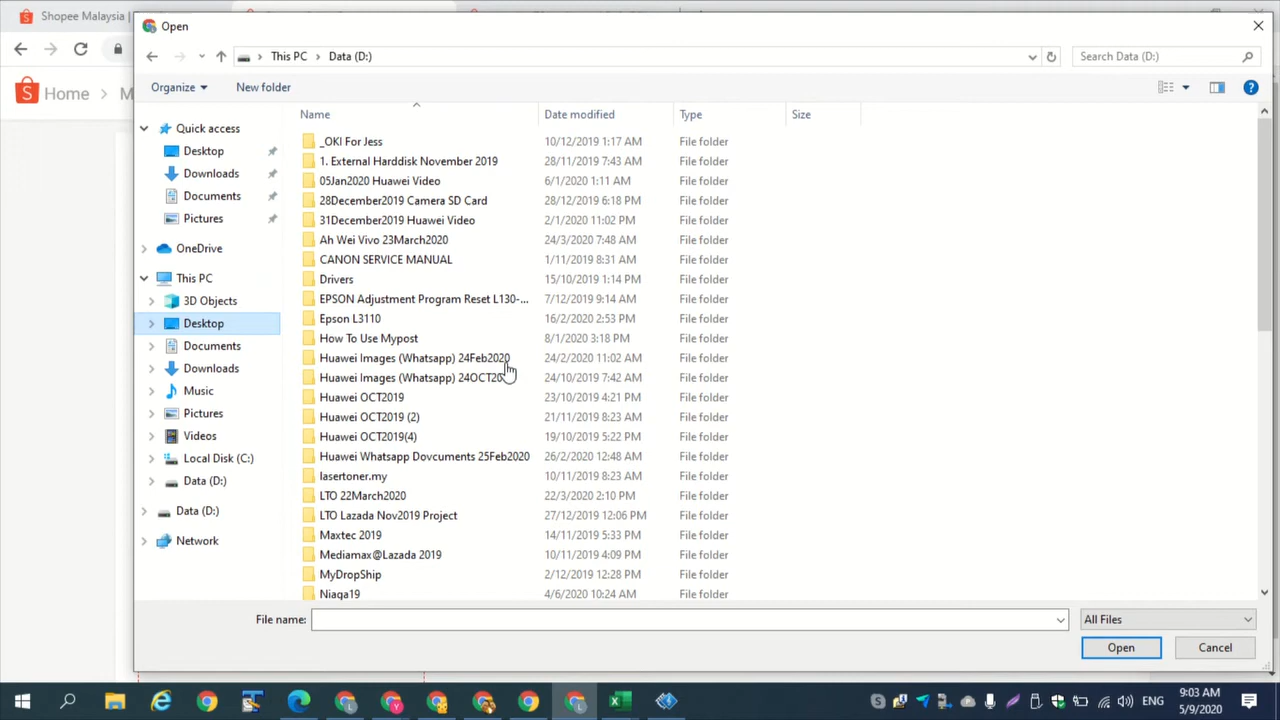 Shopee Malaysia |
Open
This PC > Data (D:)
Search Data (D:)
Home > M
Organize
New folder
Name
Date modified
Type
Size
Quick access
Desktop
Downloads
Documents
Pictures
OneDrive
This PC
3D Objects
Desktop
Documents
Downloads
Music
Pictures
Videos
Local Disk (C:)
Data (D:)
Data (D:)
Network
_OKI For Jess 10/12/2019 1:17 AM File folder
1. External Harddisk November 2019 28/11/2019 7:43 AM File folder
05Jan2020 Huawei Video 6/1/2020 1:11 AM File folder
28December2019 Camera SD Card 28/12/2019 6:18 PM File folder
31December2019 Huawei Video 2/1/2020 11:02 PM File folder
Ah Wei Vivo 23March2020 24/3/2020 7:48 AM File folder
CANON SERVICE MANUAL 1/11/2019 8:31 AM File folder
Drivers 15/10/2019 1:14 PM File folder
EPSON Adjustment Program Reset L130-... 7/12/2019 9:14 AM File folder
Epson L3110 16/2/2020 2:53 PM File folder
How To Use Mypost 8/1/2020 3:18 PM File folder
Huawei Images (Whatsapp) 24Feb2020 24/2/2020 11:02 AM File folder
Huawei Images (Whatsapp) 24OCT20 24/10/2019 7:42 AM File folder
Huawei OCT2019 23/10/2019 4:21 PM File folder
Huawei OCT2019 (2) 21/11/2019 8:23 AM File folder
Huawei OCT2019(4) 19/10/2019 5:22 PM File folder
Huawei Whatsapp Dovcuments 25Feb2020 26/2/2020 12:48 AM File folder
lasertoner.my 10/11/2019 8:23 AM File folder
LTO 22March2020 22/3/2020 2:10 PM File folder
LTO Lazada Nov2019 Project 27/12/2019 12:06 PM File folder
Maxtec 2019 14/11/2019 5:33 PM File folder
Mediamax@Lazada 2019 10/11/2019 4:09 PM File folder
MyDropShip 2/12/2019 12:28 PM File folder
Niaga19 4/6/2020 10:24 AM File folder
File name:
All Files
Open
Cancel
ENG
9:03 AM
5/9/2020